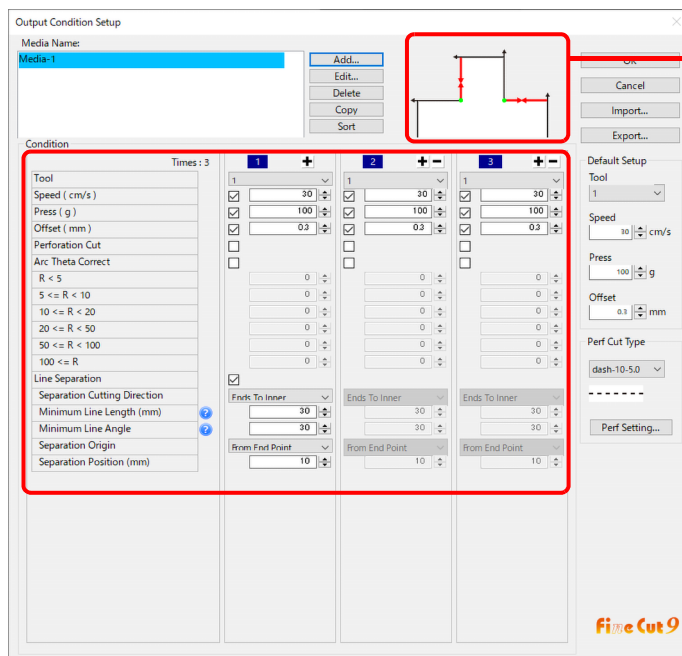 Output Condition Setup
Media Name:
Media-1
Add...
Edit...
Delete
Copy
Sort
Cancel
Import...
Export...
Condition
Times : 3 1 2 3
Tool 1 1 1
Speed ( cm/s ) 30 30 30
Press ( g ) 100 100 100
Offset ( mm ) 0.3 0.3 0.3
Perforation Cut
Arc Theta Correct
R < 5 0 0 0
5 <= R < 10 0 0 0
10 <= R < 20 0 0 0
20 <= R < 50 0 0 0
50 <= R < 100 0 0 0
100 <= R 0 0 0
Line Separation
Separation Cutting Direction Ends To Inner Ends To Inner Ends To Inner
Minimum Line Length (mm) ? 30 30 30
Minimum Line Angle ? 30 30 30
Separation Origin From End Point From End Point From End Point
Separation Position (mm) 10 10 10
Default Setup
Tool
1
Speed
30 cm/s
Press
100 g
Offset
0.3 mm
Perf Cut Type
dash-10-5.0
Perf Setting...
Fine Cut 9